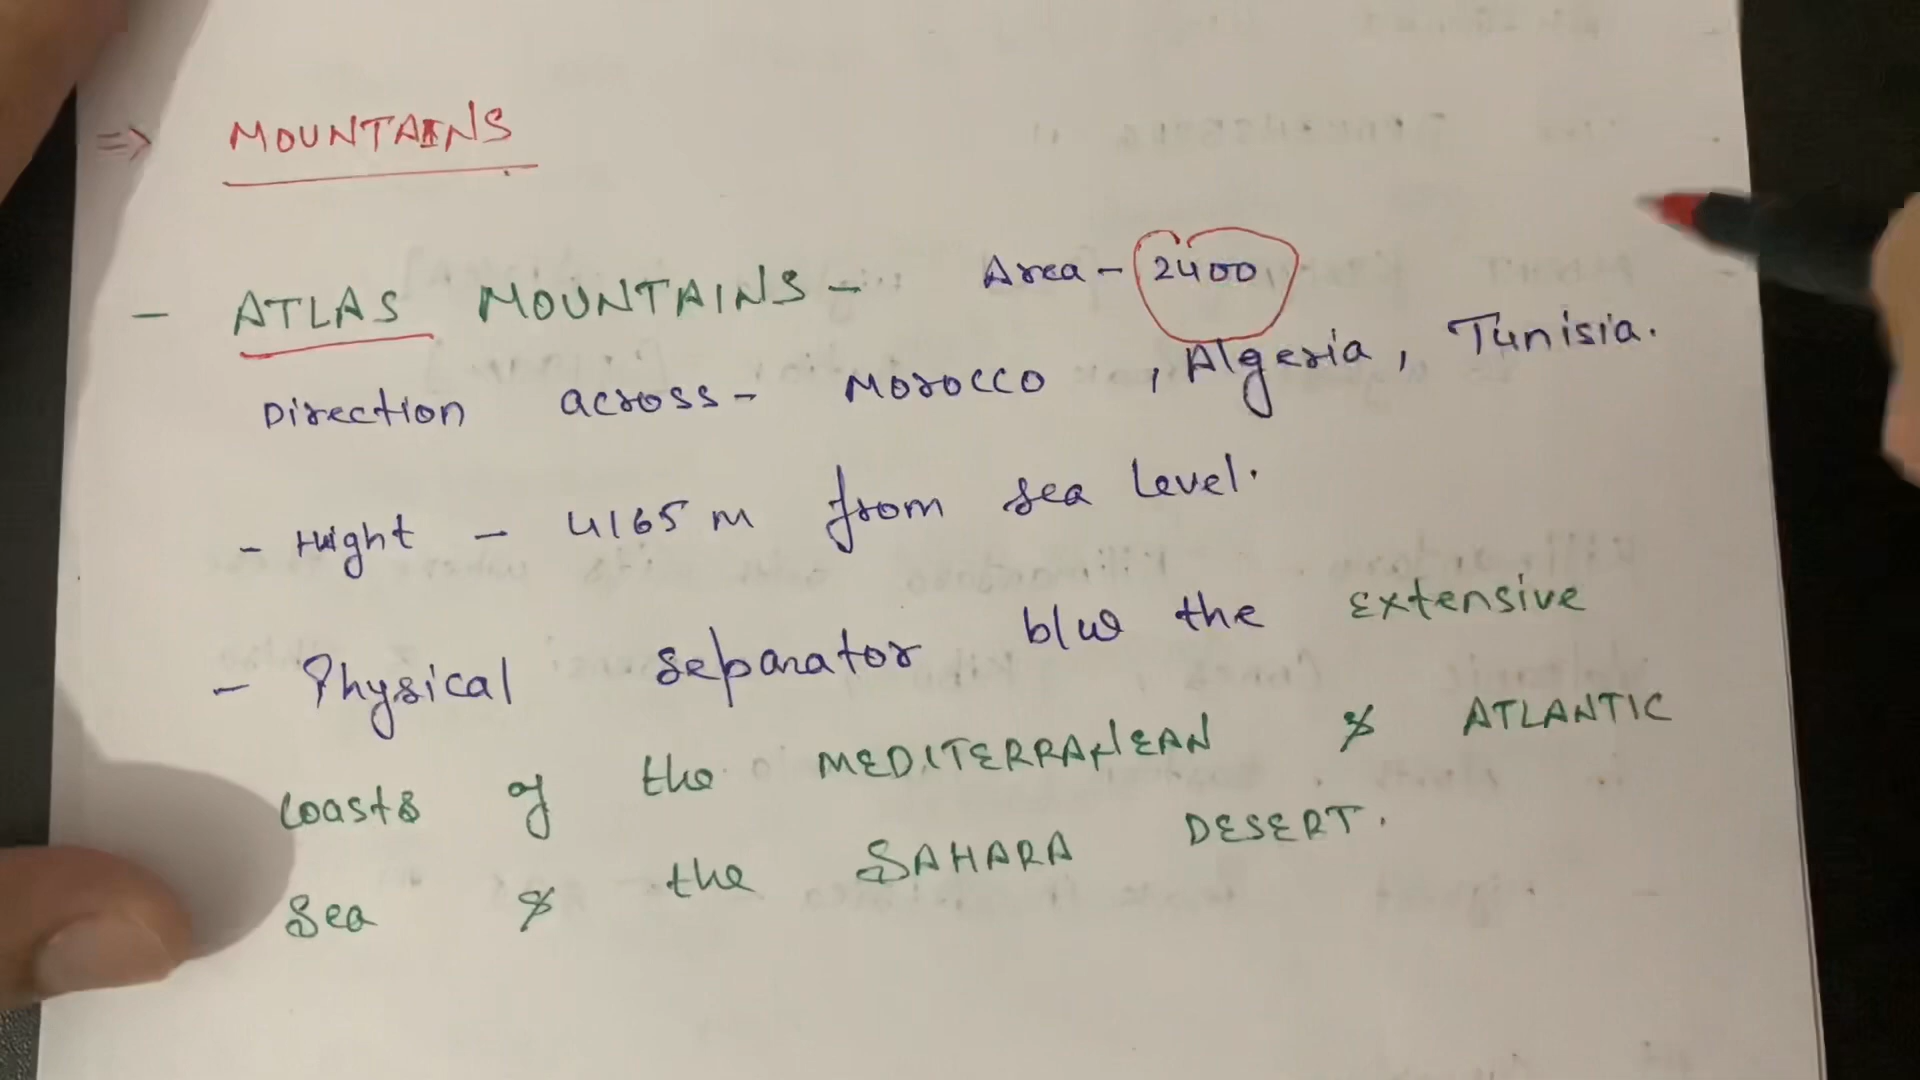 => MOUNTAINS
- ATLAS MOUNTAINS - Area - 2400
Direction across - Morocco , Algeria , Tunisia.
- Hight - 4165 m from sea level.
- Physical separator b/w the extensive
coasts of the MEDITERRANEAN & ATLANTIC
Sea & the SAHARA DESERT.